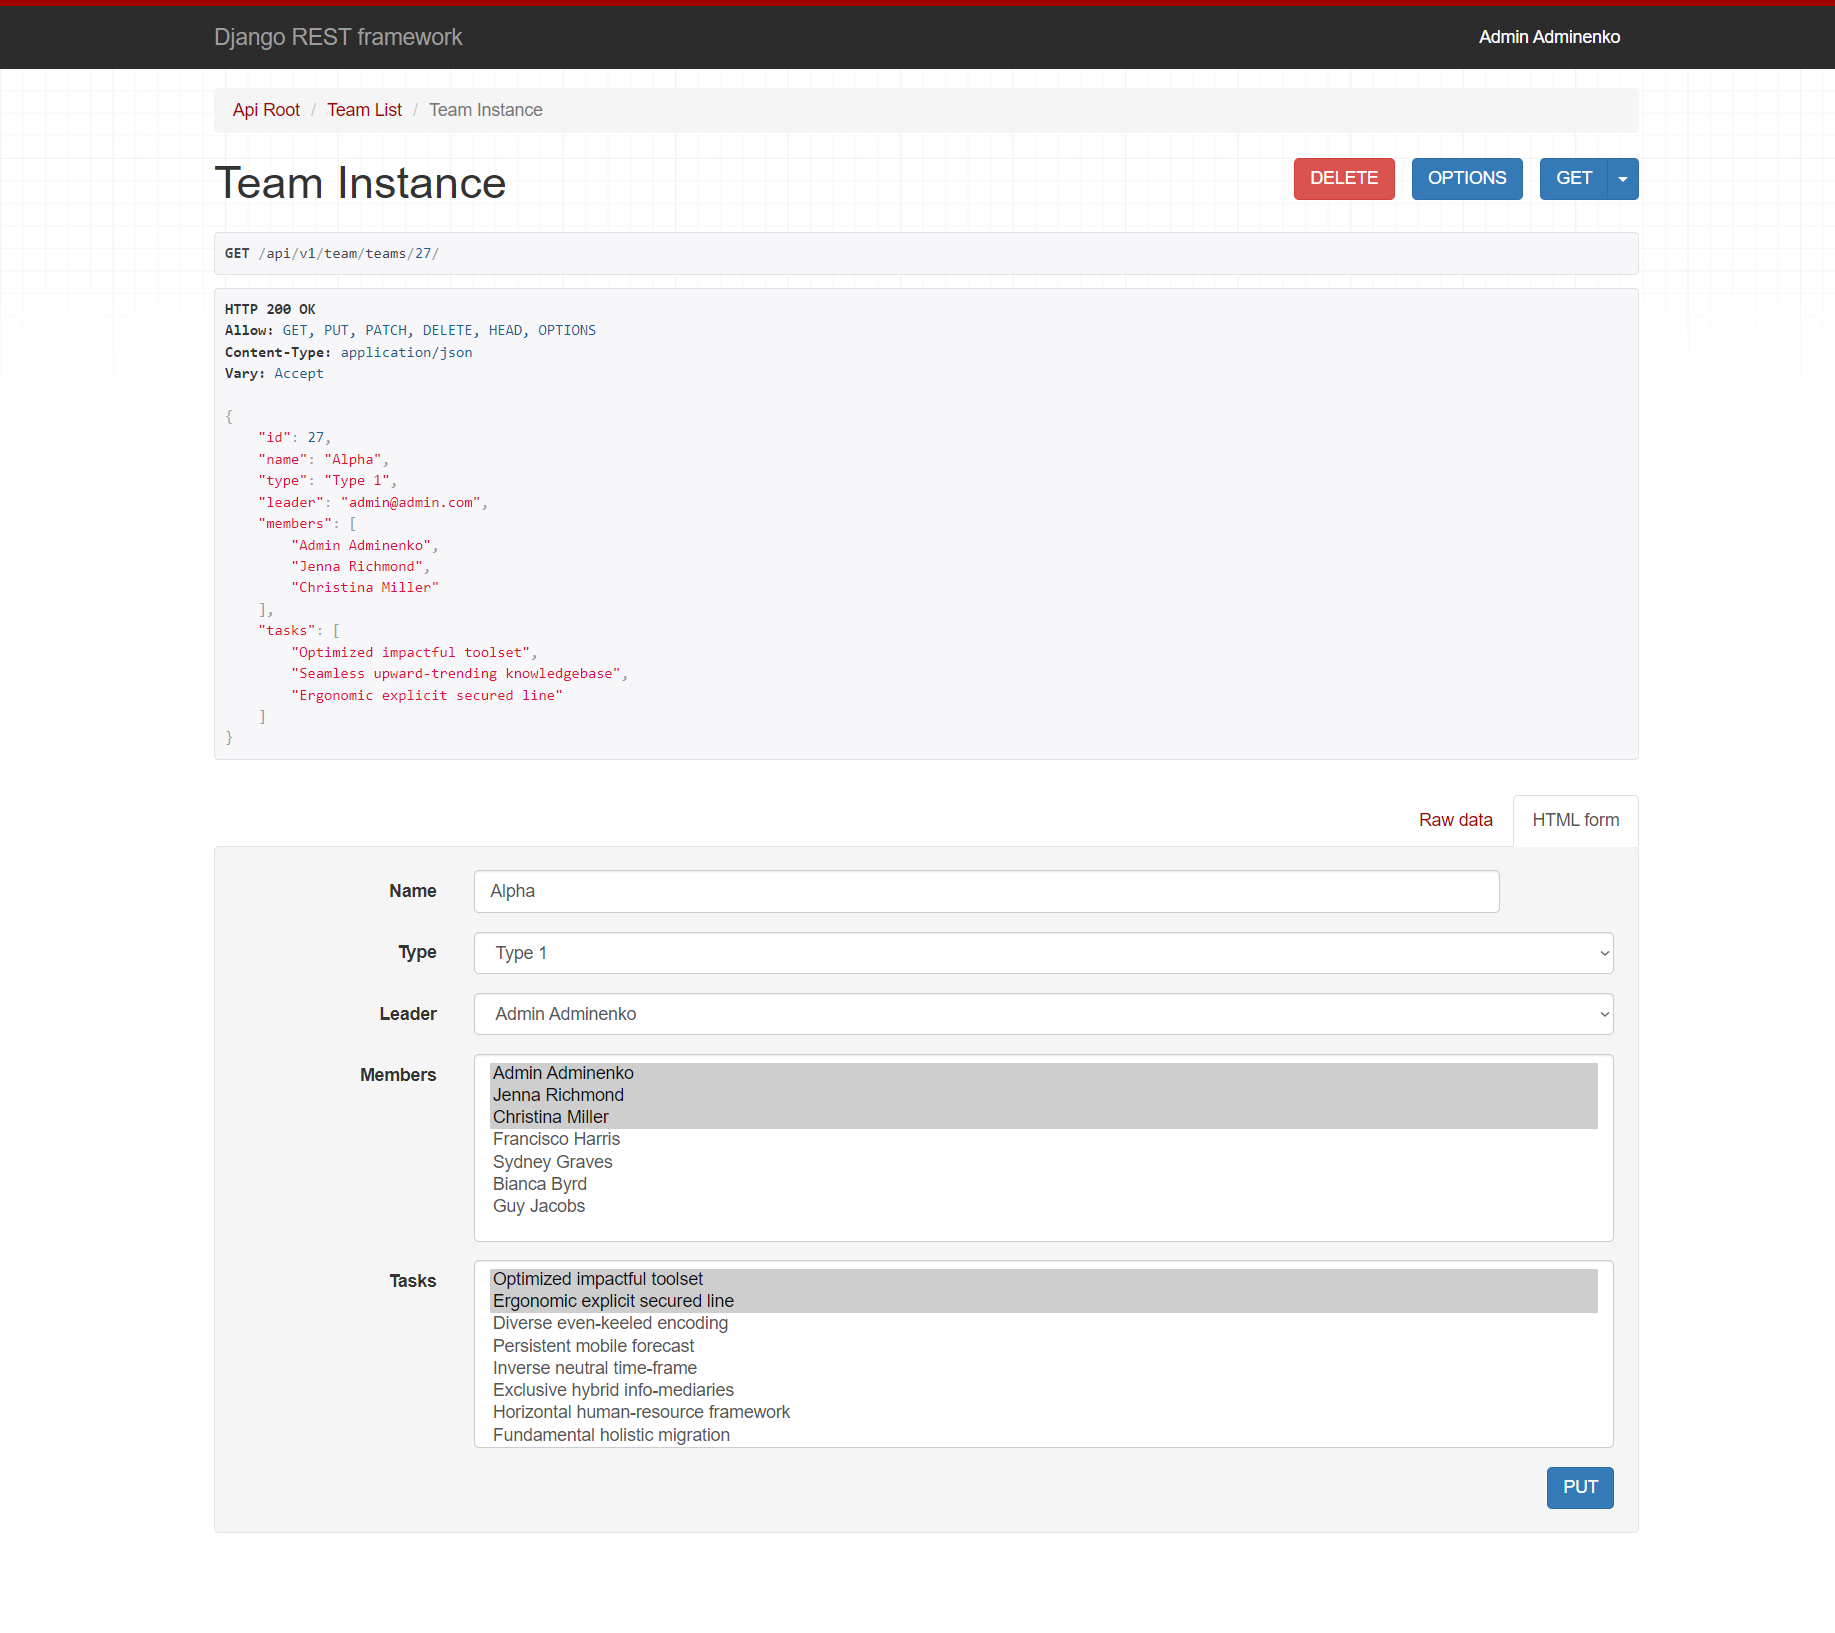 Django REST framework
Admin Adminenko
Api Root / Team List / Team Instance
Team Instance
DELETE
OPTIONS
GET
GET /api/v1/team/teams/27/
HTTP 200 OK
Allow: GET, PUT, PATCH, DELETE, HEAD, OPTIONS
Content-Type: application/json
Vary: Accept
{
    "id": 27,
    "name": "Alpha",
    "type": "Type 1",
    "leader": "admin@admin.com",
    "members": [
        "Admin Adminenko",
        "Jenna Richmond",
        "Christina Miller"
    ],
    "tasks": [
        "Optimized impactful toolset",
        "Seamless upward-trending knowledgebase",
        "Ergonomic explicit secured line"
    ]
}
Raw data
HTML form
Name
Alpha
Type
Type 1
Leader
Admin Adminenko
Members
Admin Adminenko
Jenna Richmond
Christina Miller
Francisco Harris
Sydney Graves
Bianca Byrd
Guy Jacobs
Tasks
Optimized impactful toolset
Ergonomic explicit secured line
Diverse even-keeled encoding
Persistent mobile forecast
Inverse neutral time-frame
Exclusive hybrid info-mediaries
Horizontal human-resource framework
Fundamental holistic migration
PUT